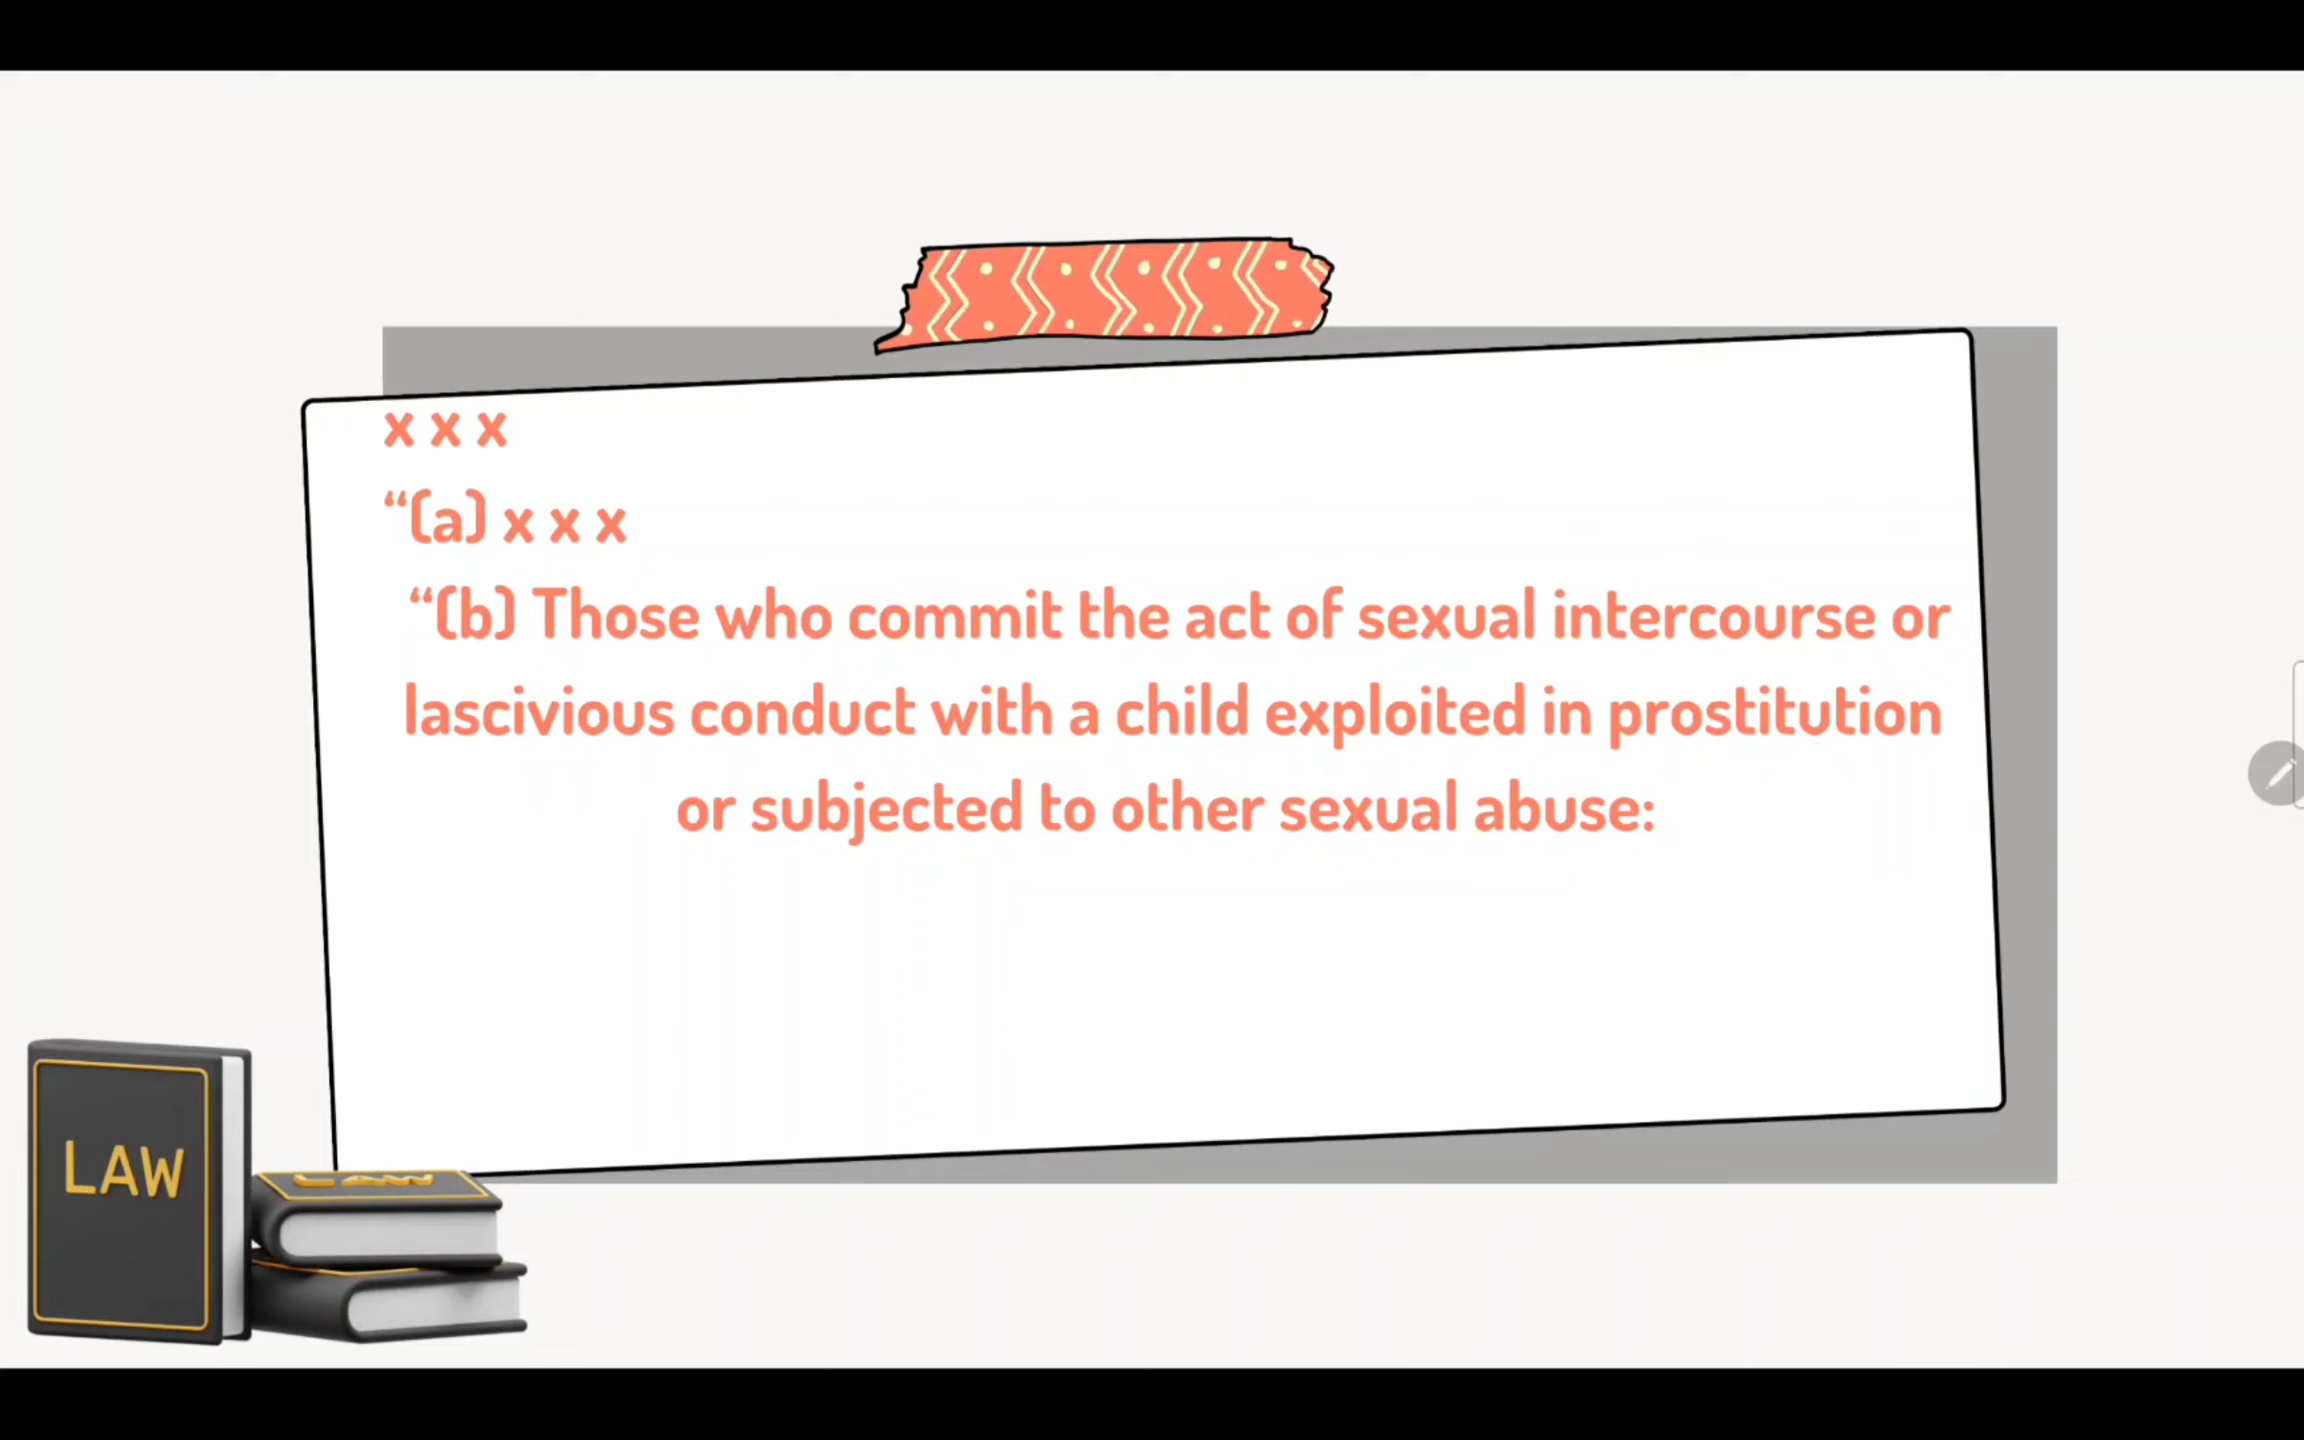 x x x
“(a) x x x
“(b) Those who commit the act of sexual intercourse or
lascivious conduct with a child exploited in prostitution
or subjected to other sexual abuse:
LAW
LAW